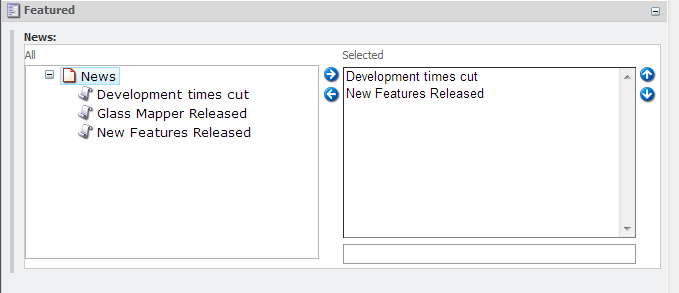 Featured
News:
All
Selected
News
Development times cut
Glass Mapper Released
New Features Released
Development times cut
New Features Released